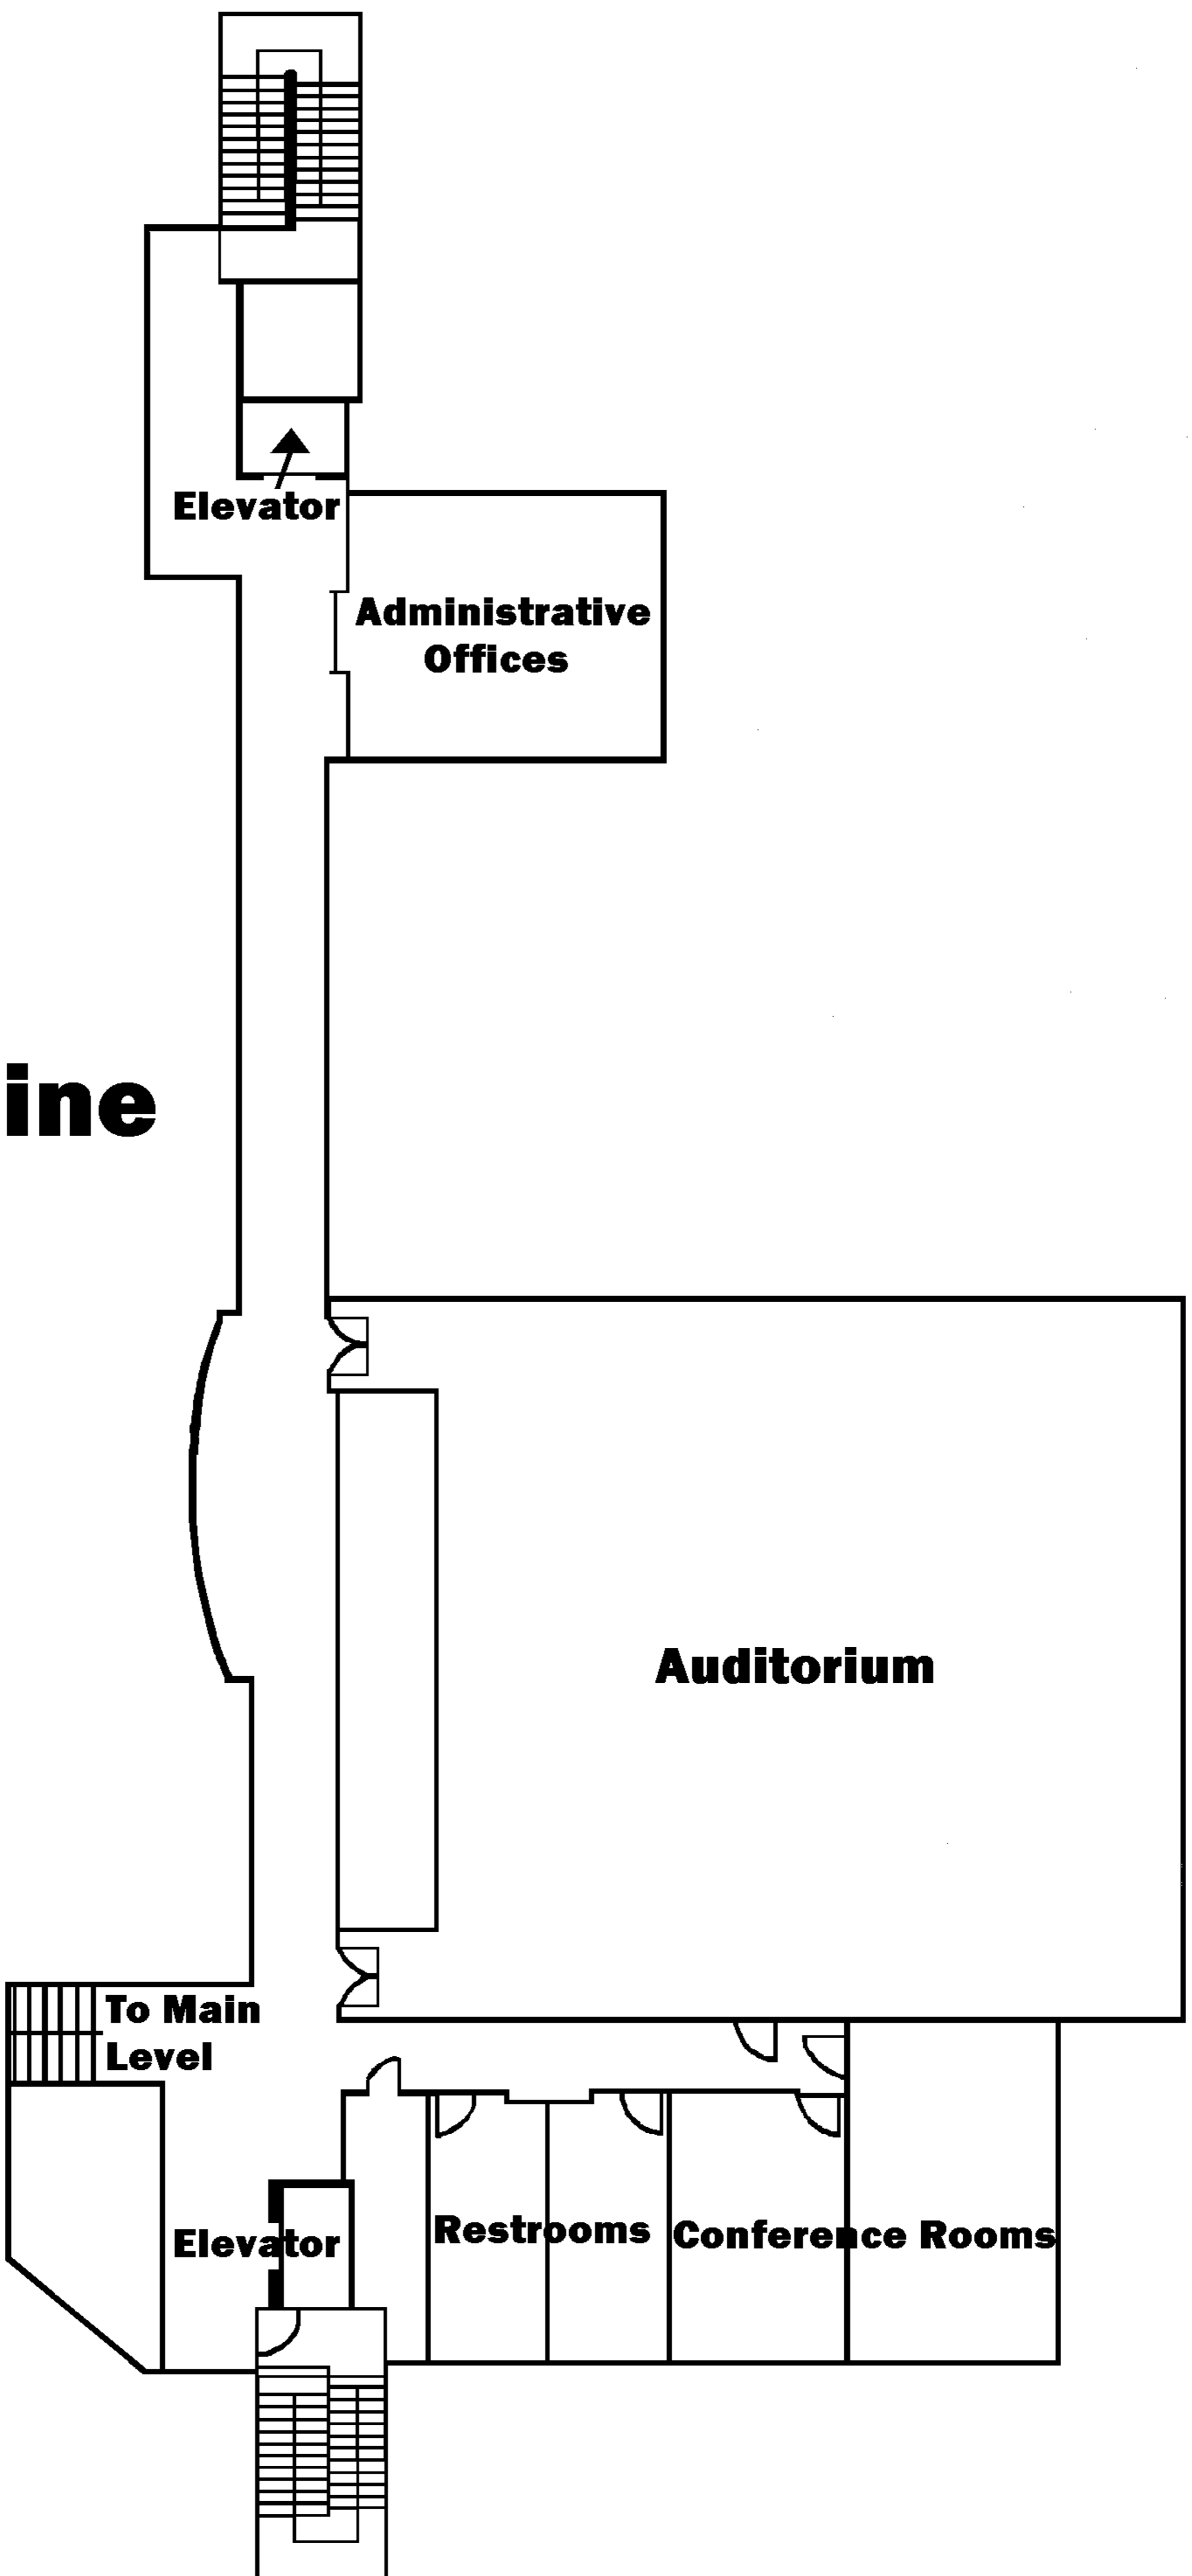 Elevator
Administrative
Offices
ine
Auditorium
To Main
Level
Elevator
Restrooms
Conference Rooms